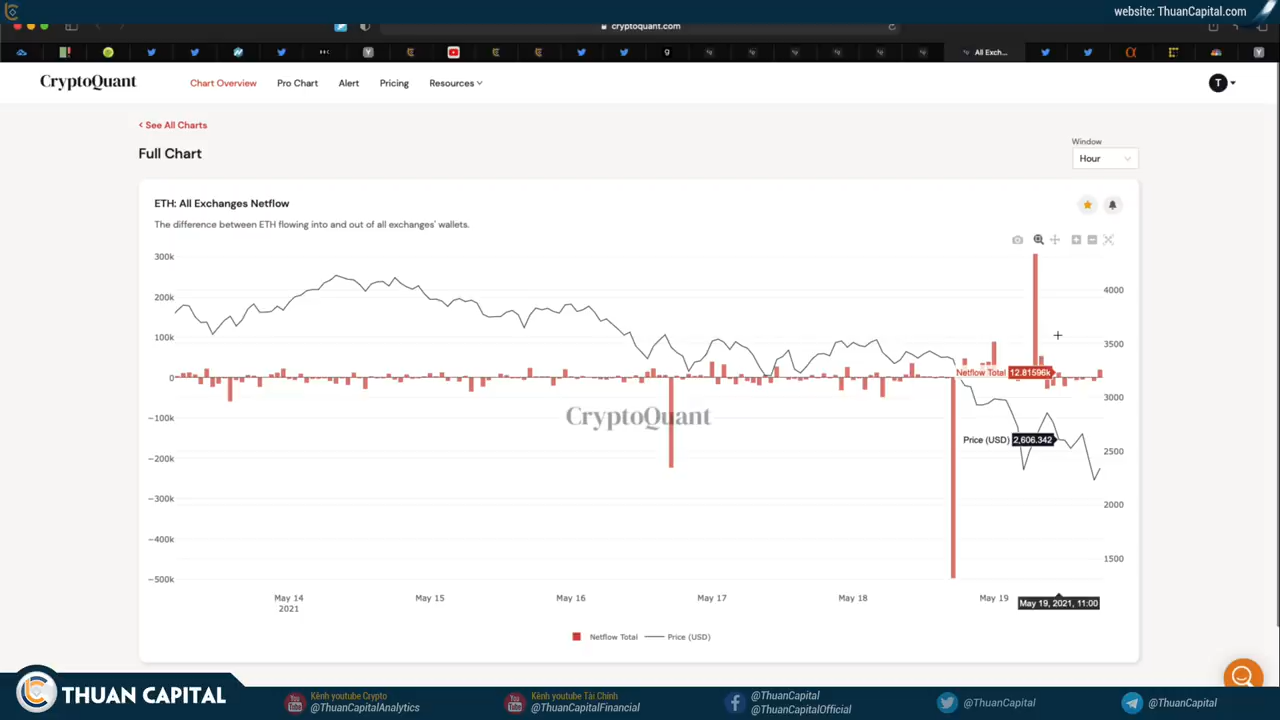 website: ThuanCapital.com
cryptoquant.com
All Exch...
CryptoQuant
Chart Overview
Pro Chart
Alert
Pricing
Resources
T
< See All Charts
Full Chart
Window
Hour
ETH: All Exchanges Netflow
The difference between ETH flowing into and out of all exchanges' wallets.
300k
200k
100k
0
−100k
−200k
−300k
−400k
−500k
4000
3500
3000
2500
2000
1500
Netflow Total 12.81596k
Price (USD) 2,606.342
CryptoQuant
May 14
2021
May 15
May 16
May 17
May 18
May 19
May 19, 2021, 11:00
Netflow Total
Price (USD)
THUAN CAPITAL
Kênh youtube Crypto
@ThuanCapitalAnalytics
Kênh youtube Tài Chính
@ThuanCapitalFinancial
@ThuanCapital
@ThuanCapitalOfficial
@ThuanCapital
@ThuanCapital